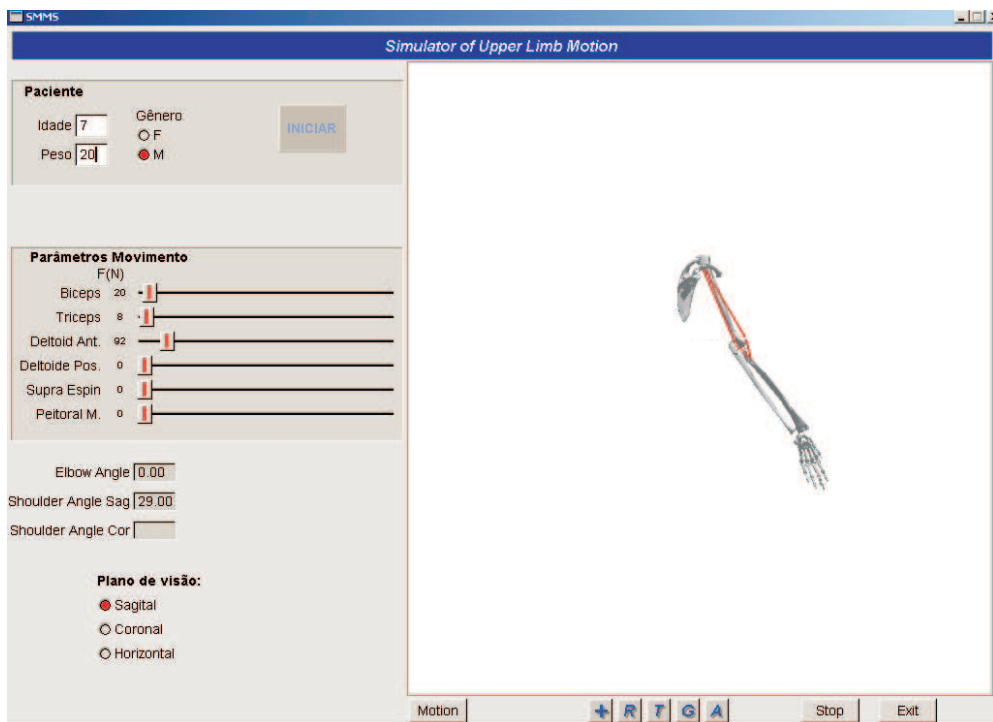 SMMS
Simulator of Upper Limb Motion
Paciente
Idade 7
Peso 20
Gênero
F
M
INICIAR
Parâmetros Movimento
F(N)
Biceps 20
Triceps 8
Deltoid Ant. 92
Deltoide Pos. 0
Supra Espin 0
Peitoral M. 0
Elbow Angle 0.00
Shoulder Angle Sag 29.00
Shoulder Angle Cor
Plano de visão:
Sagital
Coronal
Horizontal
Motion + R T G A Stop Exit